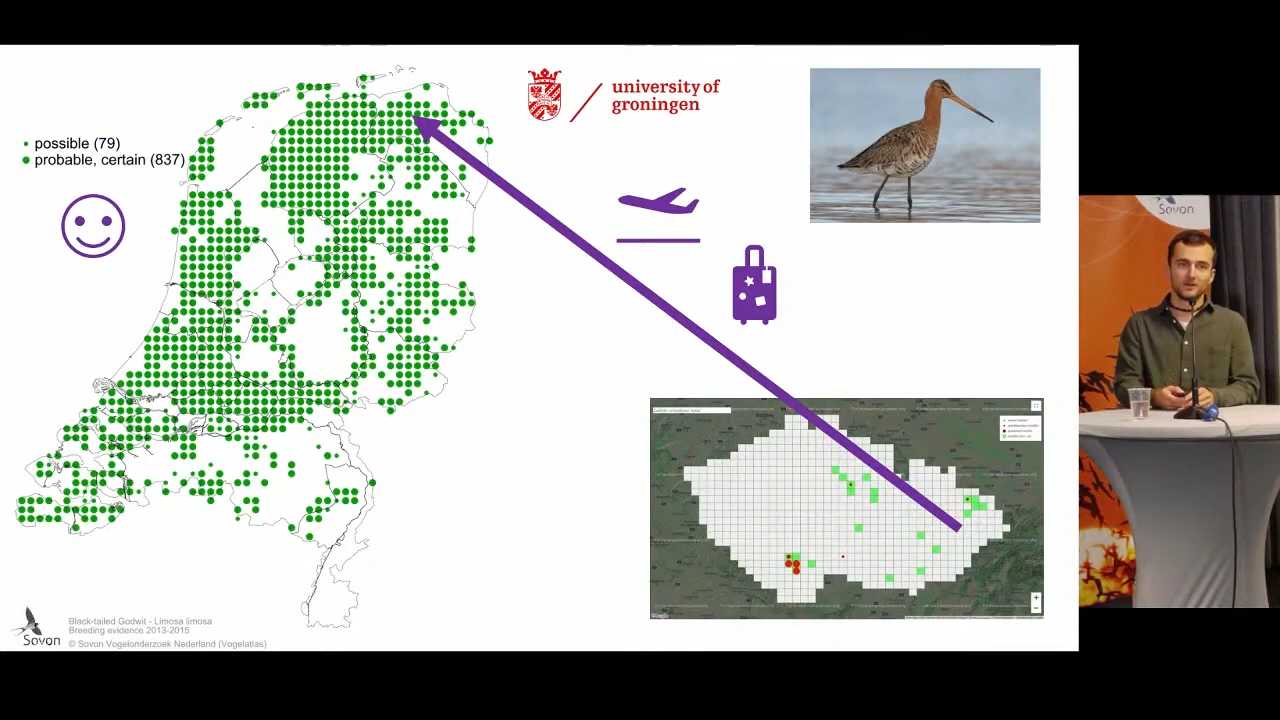 possible (79)
probable, certain (837)
university of
groningen
Sovon
Black-tailed Godwit - Limosa limosa
Breeding evidence 2013-2015
© Sovon Vogelonderzoek Nederland (Vogelatlas)
Sovon